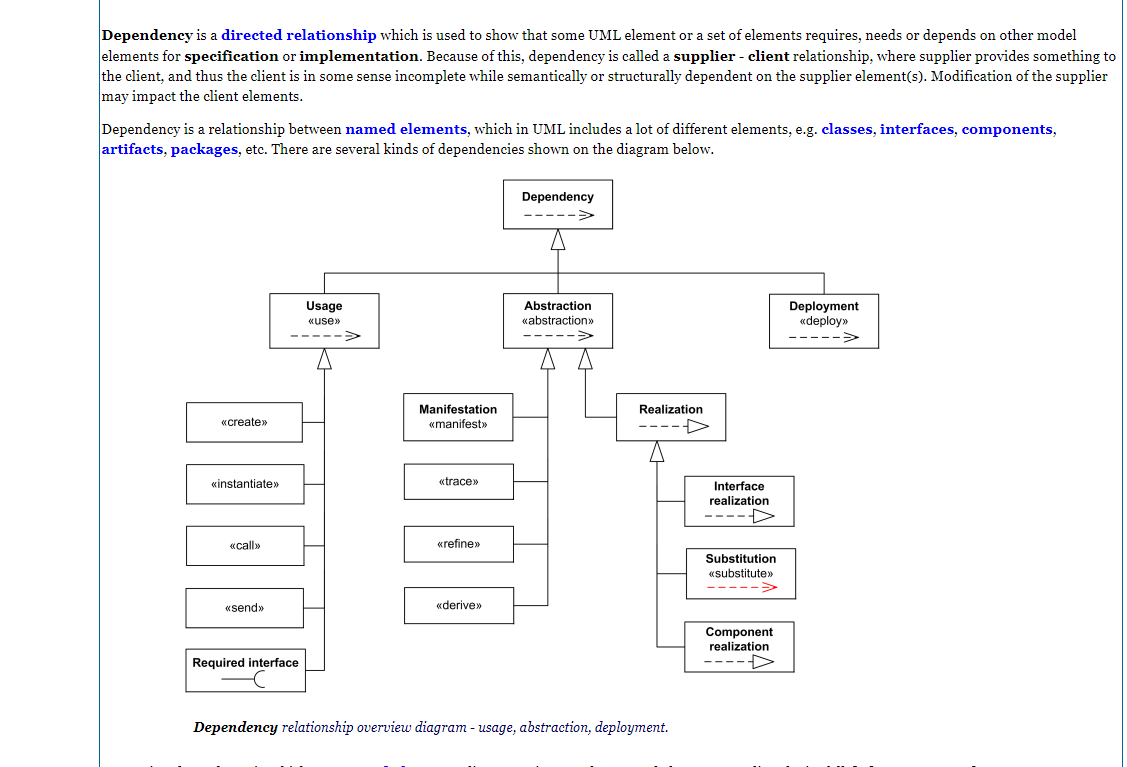 Dependency is a directed relationship which is used to show that some UML element or a set of elements requires, needs or depends on other model
elements for specification or implementation. Because of this, dependency is called a supplier - client relationship, where supplier provides something to
the client, and thus the client is in some sense incomplete while semantically or structurally dependent on the supplier element(s). Modification of the supplier
may impact the client elements.
Dependency is a relationship between named elements, which in UML includes a lot of different elements, e.g. classes, interfaces, components,
artifacts, packages, etc. There are several kinds of dependencies shown on the diagram below.
Dependency
Usage
«use»
Abstraction
«abstraction»
Deployment
«deploy»
«create»
«instantiate»
«call»
«send»
Required interface
Manifestation
«manifest»
«trace»
«refine»
«derive»
Realization
Interface
realization
Substitution
«substitute»
Component
realization
Dependency relationship overview diagram - usage, abstraction, deployment.